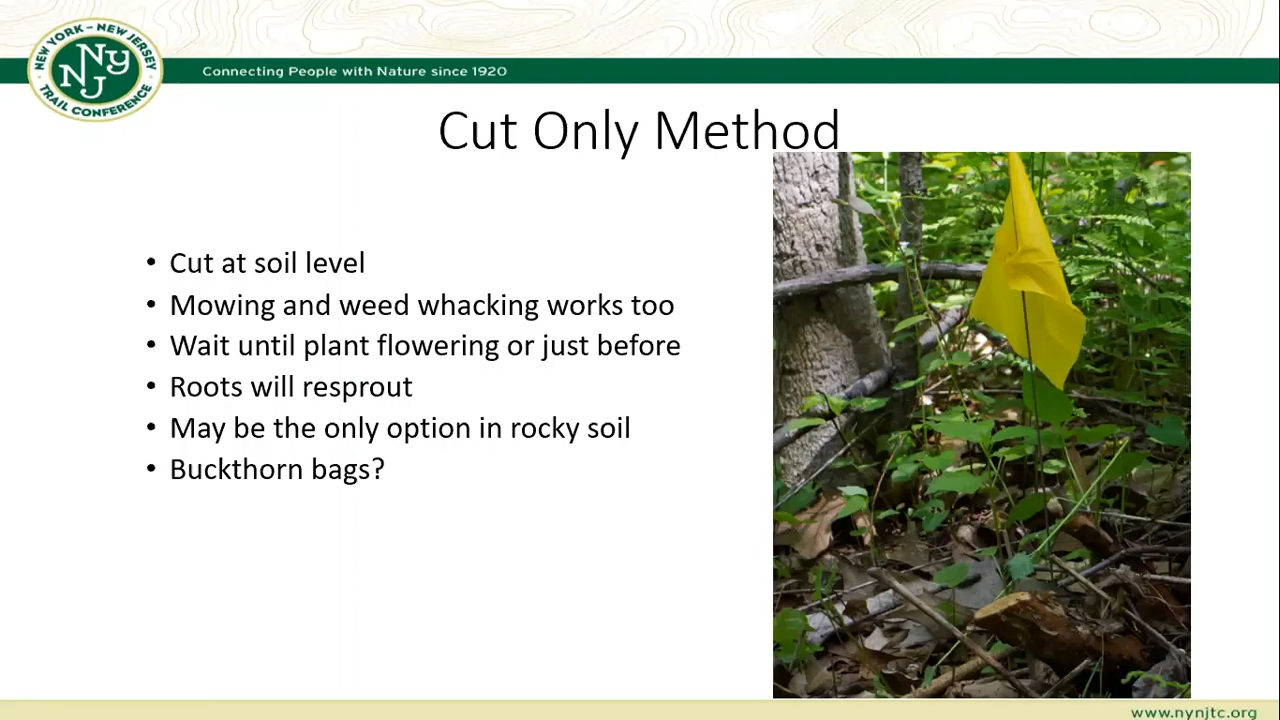 NEW YORK – NEW JERSEY
NY
NJ
TRAIL CONFERENCE
Connecting People with Nature since 1920
Cut Only Method
• Cut at soil level
• Mowing and weed whacking works too
• Wait until plant flowering or just before
• Roots will resprout
• May be the only option in rocky soil
• Buckthorn bags?
www.nynjtc.org